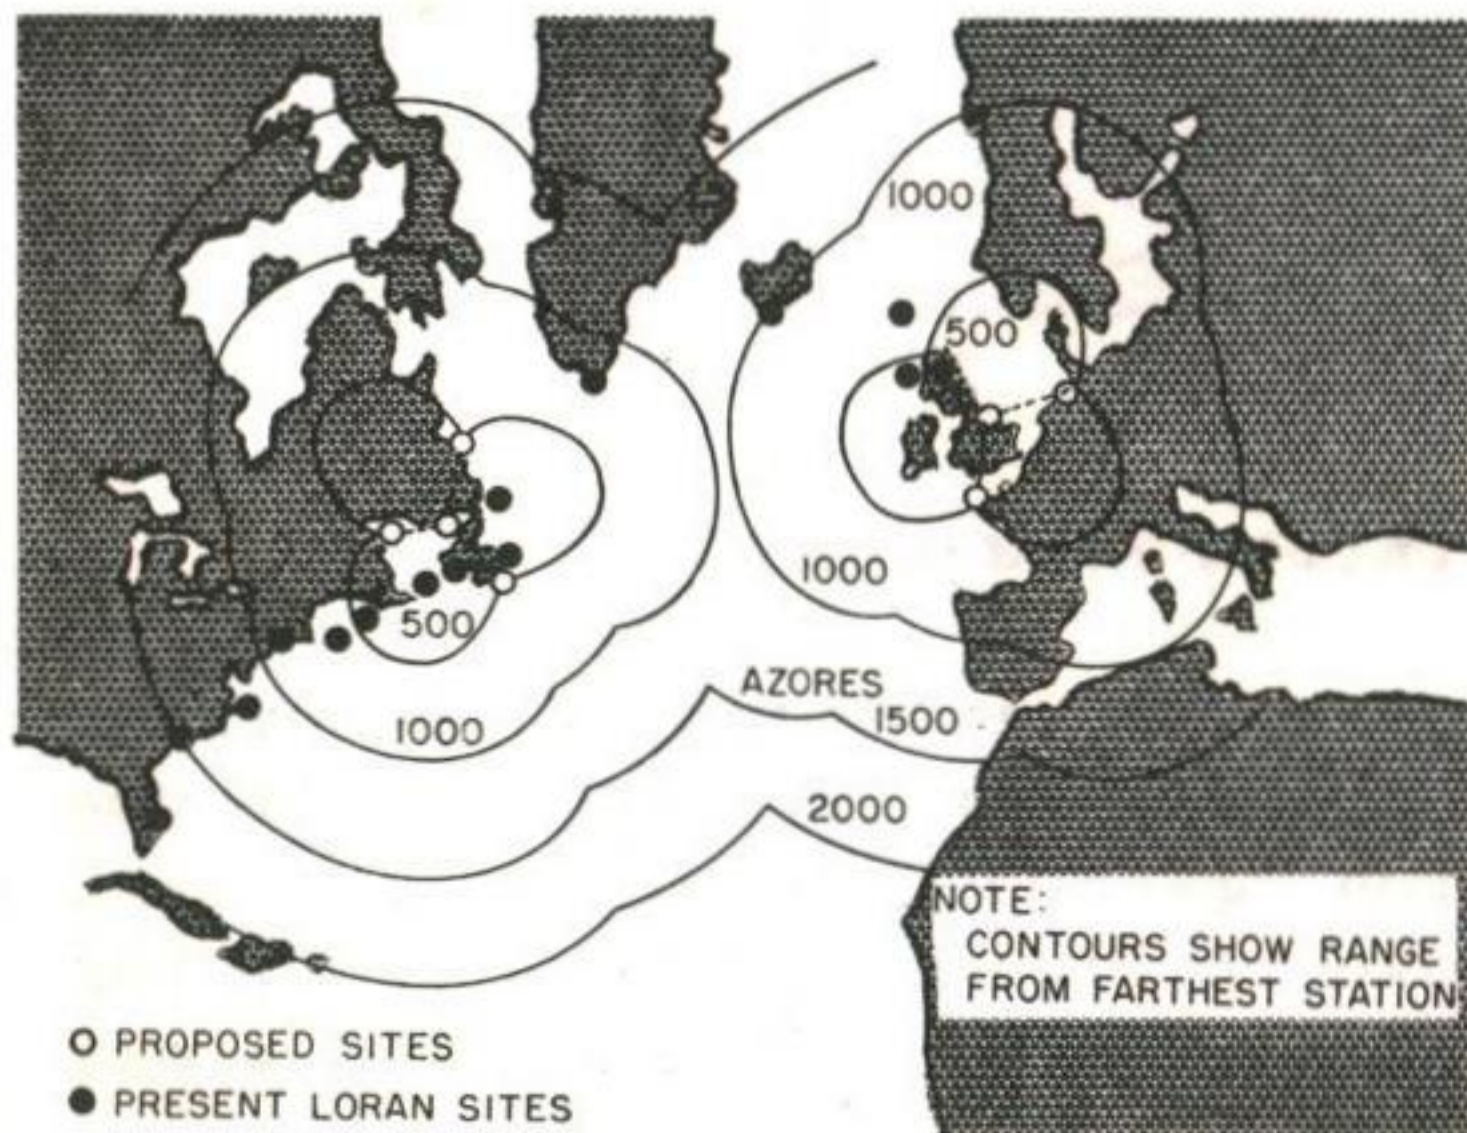 1000
500
1000
500
AZORES
1500
1000
2000
NOTE:
CONTOURS SHOW RANGE
FROM FARTHEST STATION
PROPOSED SITES
PRESENT LORAN SITES